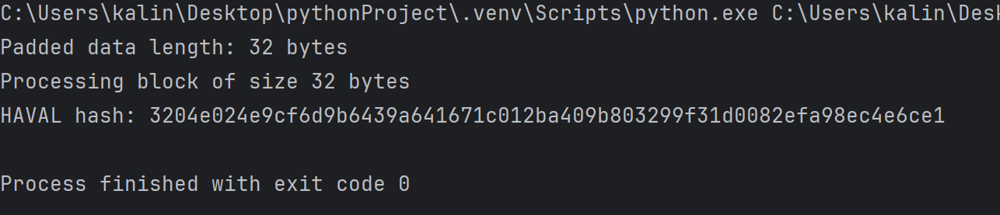 C:\Users\kalin\Desktop\pythonProject\.venv\Scripts\python.exe C:\Users\kalin\Desk
Padded data length: 32 bytes
Processing block of size 32 bytes
HAVAL hash: 3204e024e9cf6d9b6439a641671c012ba409b803299f31d0082efa98ec4e6ce1
Process finished with exit code 0